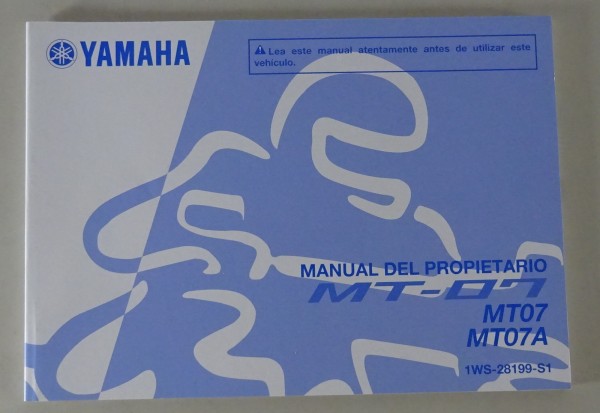 YAMAHA
⚠ Lea este manual atentamente antes de utilizar este
vehículo.
MANUAL DEL PROPIETARIO
MT-07
MT07
MT07A
1WS-28199-S1